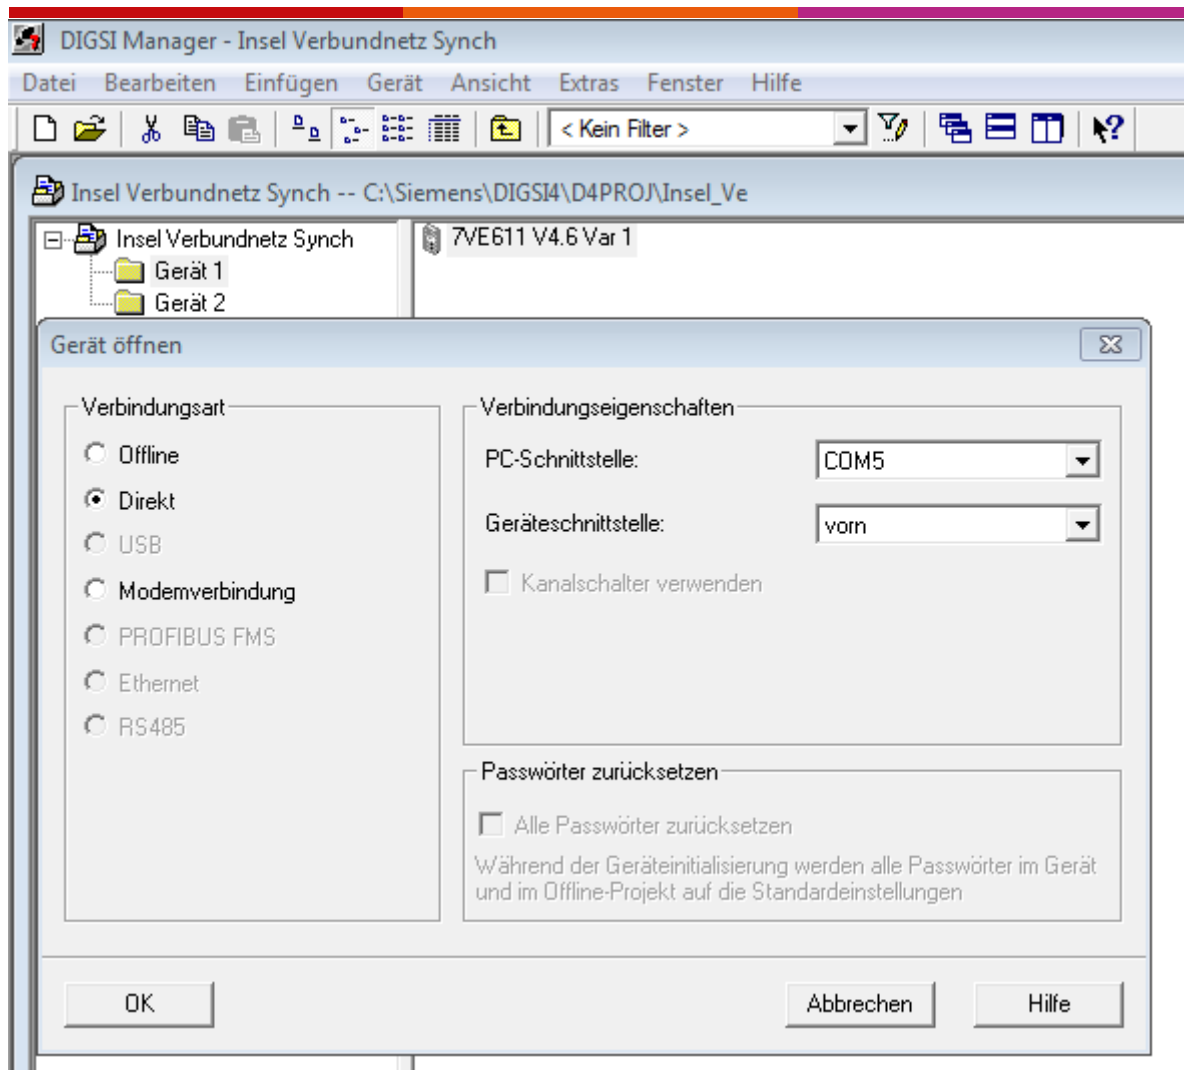 DIGSI Manager - Insel Verbundnetz Synch
Datei Bearbeiten Einfügen Gerät Ansicht Extras Fenster Hilfe
< Kein Filter >
Insel Verbundnetz Synch -- C:\Siemens\DIGSI4\D4PROJ\Insel_Ve
Insel Verbundnetz Synch
7VE611 V4.6 Var 1
Gerät 1
Gerät 2
Gerät öffnen
Verbindungsart
Offline
Direkt
USB
Modemverbindung
PROFIBUS FMS
Ethernet
RS485
Verbindungseigenschaften
PC-Schnittstelle: COM5
Geräteschnittstelle: vorn
Kanalschalter verwenden
Passwörter zurücksetzen
Alle Passwörter zurücksetzen
Während der Geräteinitialisierung werden alle Passwörter im Gerät
und im Offline-Projekt auf die Standardeinstellungen
OK Abbrechen Hilfe